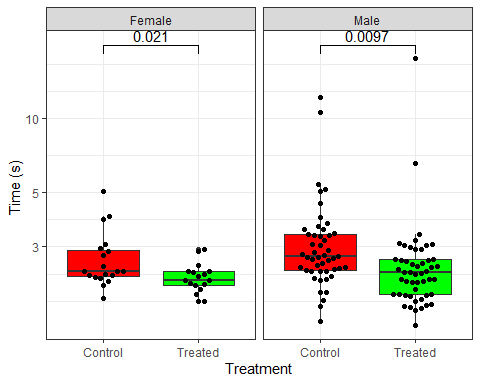 Female Male
0.021 0.0097
10
5
3
Time (s)
Control Treated Control Treated
Treatment